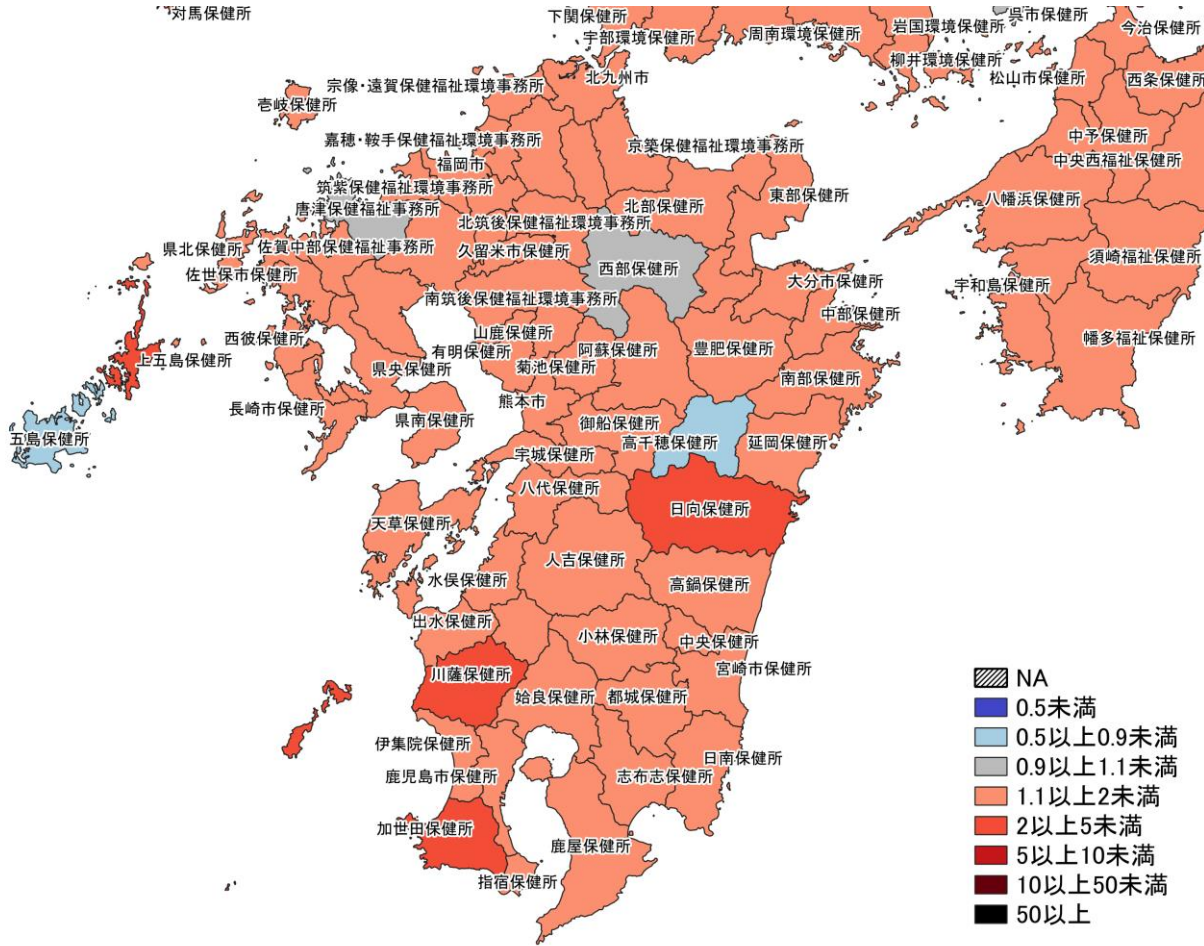 対馬保健所
下関保健所
宇部環境保健所
周南環境保健所
岩国環境保健所
呉市保健所
今治保健所
柳井環境保健所
松山市保健所
西条保健所
北九州市
宗像・遠賀保健福祉環境事務所
壱岐保健所
嘉穂・鞍手保健福祉環境事務所
京築保健福祉環境事務所
中予保健所
福岡市
中央西福祉保健所
筑紫保健福祉環境事務所
東部保健所
八幡浜保健所
唐津保健福祉事務所
北部保健所
北筑後保健福祉環境事務所
県北保健所
佐賀中部保健福祉事務所
久留米市保健所
須崎福祉保健所
佐世保市保健所
西部保健所
大分市保健所
宇和島保健所
南筑後保健福祉環境事務所
中部保健所
西彼保健所
山鹿保健所
幡多福祉保健所
有明保健所
阿蘇保健所
豊肥保健所
上五島保健所
県央保健所
菊池保健所
南部保健所
長崎市保健所
熊本市
県南保健所
御船保健所
五島保健所
高千穂保健所
延岡保健所
宇城保健所
八代保健所
日向保健所
天草保健所
人吉保健所
水俣保健所
高鍋保健所
出水保健所
小林保健所
中央保健所
川薩保健所
宮崎市保健所
姶良保健所
都城保健所
伊集院保健所
日南保健所
鹿児島市保健所
志布志保健所
加世田保健所
鹿屋保健所
指宿保健所
NA
0.5未満
0.5以上0.9未満
0.9以上1.1未満
1.1以上2未満
2以上5未満
5以上10未満
10以上50未満
50以上